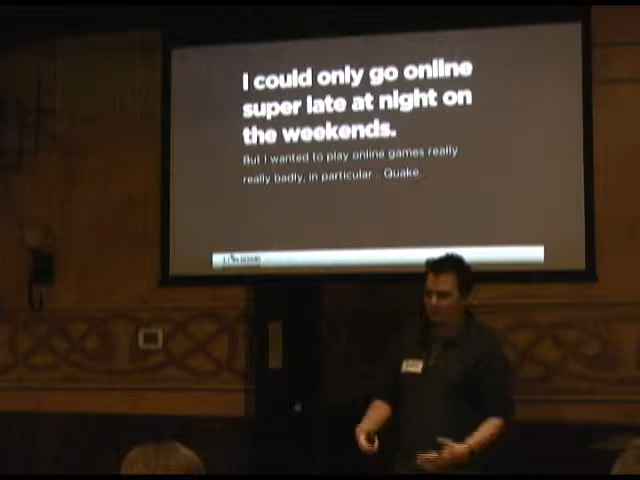 I could only go online
super late at night on
the weekends.
But I wanted to play online games really
really badly, in particular... Quake.